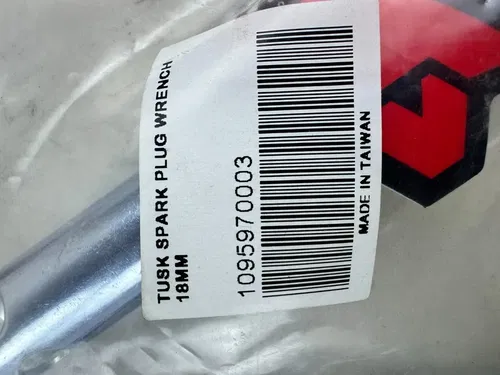 TUSK SPARK PLUG WRENCH
18MM
1095970003
MADE IN TAIWAN